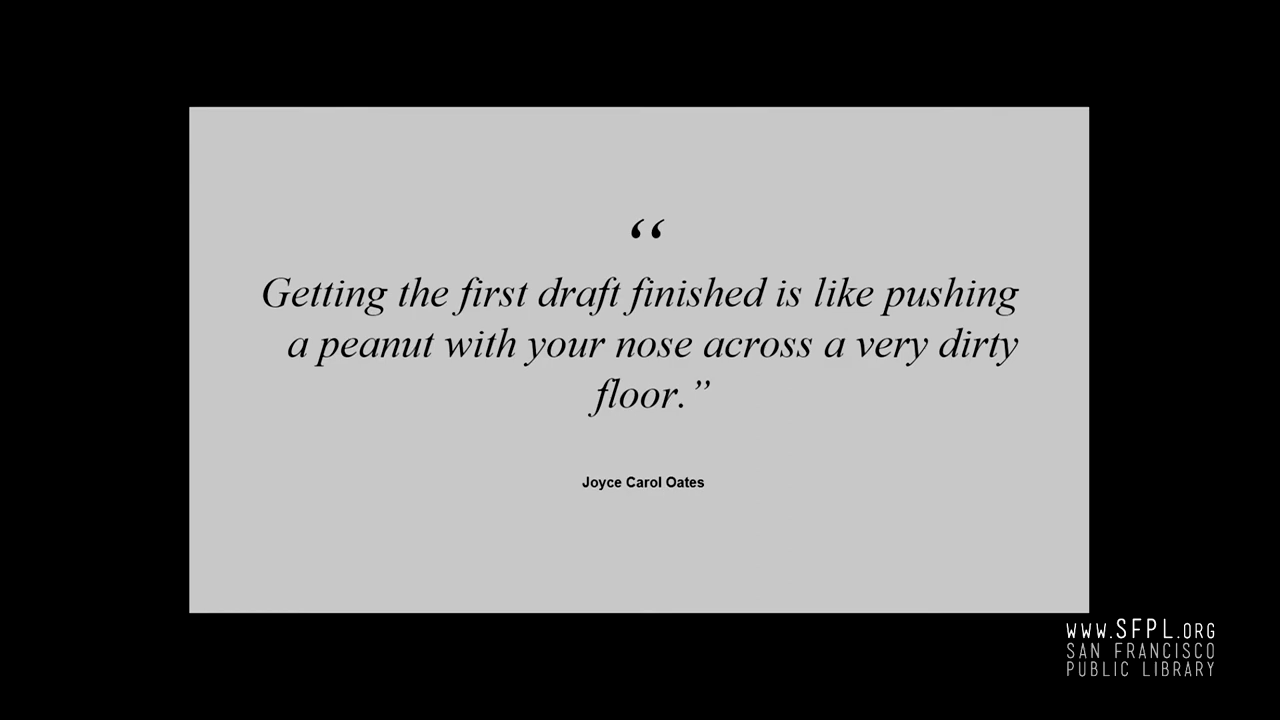 “
Getting the first draft finished is like pushing
a peanut with your nose across a very dirty
floor.”
Joyce Carol Oates
WWW.SFPL.ORG
SAN FRANCISCO
PUBLIC LIBRARY